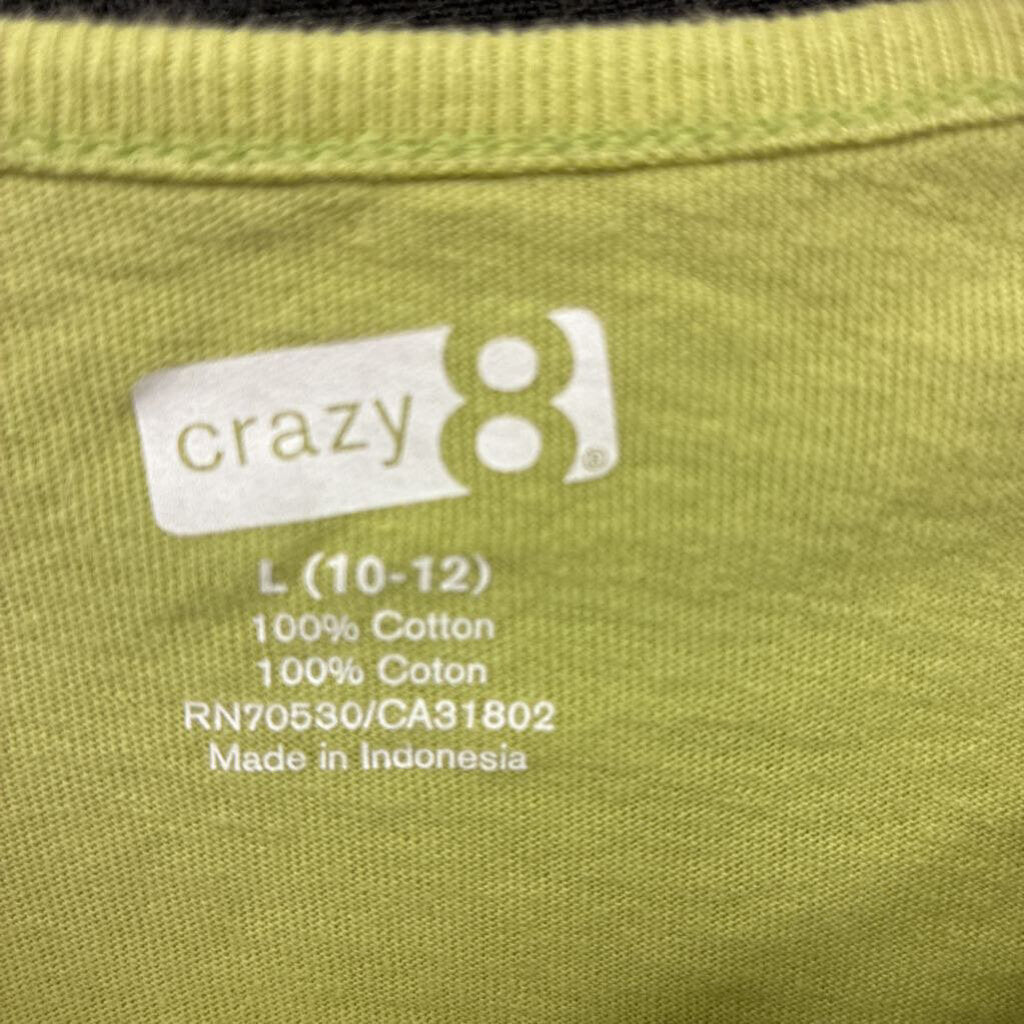 crazy 8®
L (10-12)
100% Cotton
100% Coton
RN70530/CA31802
Made in Indonesia